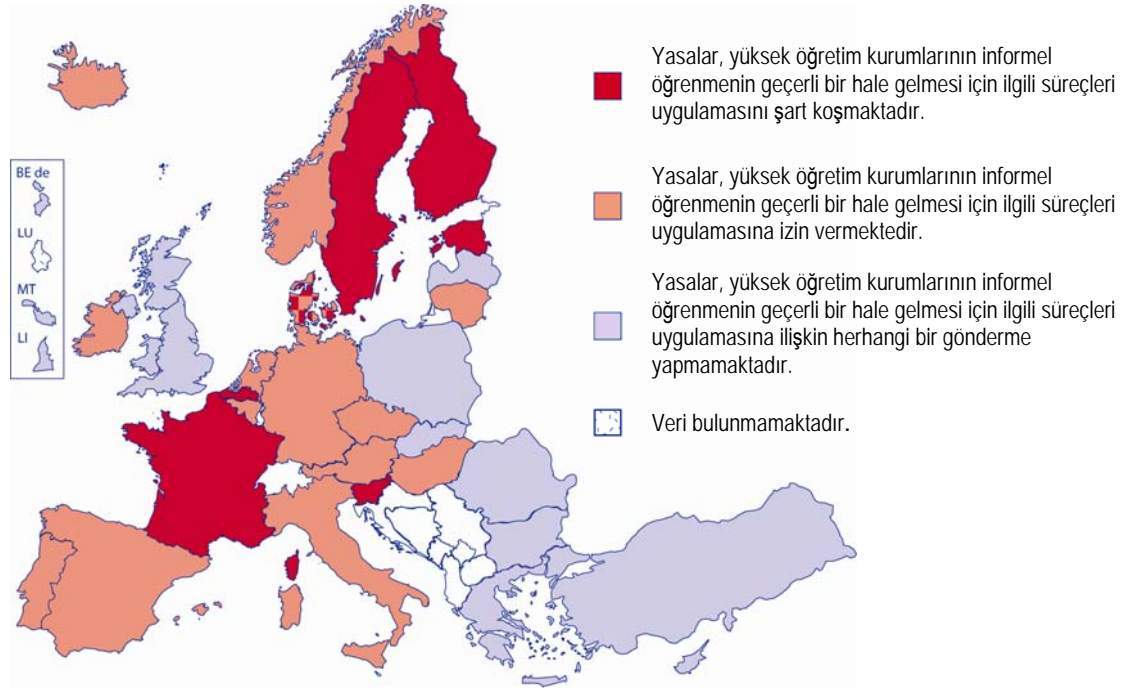 Yasalar, yüksek öğretim kurumlarının informel
öğrenmenin geçerli bir hale gelmesi için ilgili süreçleri
uygulamasını şart koşmaktadır.
Yasalar, yüksek öğretim kurumlarının informel
öğrenmenin geçerli bir hale gelmesi için ilgili süreçleri
uygulamasına izin vermektedir.
Yasalar, yüksek öğretim kurumlarının informel
öğrenmenin geçerli bir hale gelmesi için ilgili süreçleri
uygulamasına ilişkin herhangi bir gönderme
yapmamaktadır.
Veri bulunmamaktadır.
BE de
LU
MT
LI